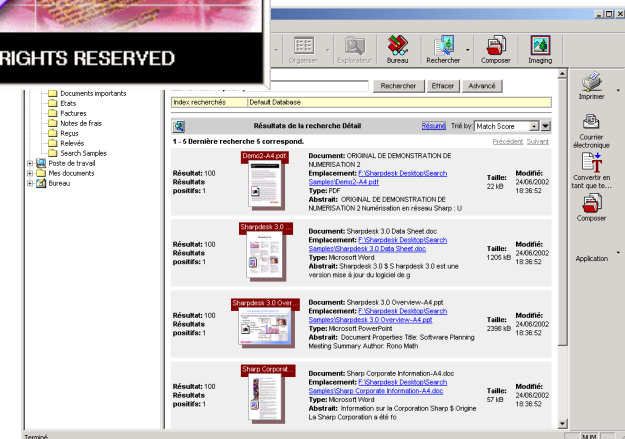 RIGHTS RESERVED
Organiser
Explorateur
Bureau
Rechercher
Composer
Imaging
Rechercher
Effacer
Avancé
Index recherchés
Default Database
Documents importants
Etats
Factures
Notes de frais
Reçus
Relevés
Search Samples
Poste de travail
Mes documents
Bureau
Résultats de la recherche Détail
Résumé
Trié by:
Match Score
1 - 5 Dernière recherche 5 correspond.
Précédent
Suivant
Demo2-A4.pdf
Résultat: 100
Résultats
positifs: 1
Document: ORIGINAL DE DEMONSTRATION DE
NUMERISATION 2
Emplacement: F:\Sharpdesk Desktop\Search
Samples\Demo2-A4.pdf
Type: PDF
Abstrait: ORIGINAL DE DEMONSTRATION DE
NUMERISATION 2 Numérisation en réseau Sharp : U
Taille:
22 kB
Modifié:
24/06/2002
18:36:52
Sharpdesk 3.0 ...
Résultat: 100
Résultats
positifs: 1
Document: Sharpdesk 3.0 Data Sheet.doc
Emplacement: F:\Sharpdesk Desktop\Search
Samples\Sharpdesk 3.0 Data Sheet.doc
Type: Microsoft Word
Abstrait: Sharpdesk 3.0 $ S harpdesk 3.0 est une
version mise à jour du logiciel de g
Taille:
1205 kB
Modifié:
24/06/2002
18:36:52
Sharpdesk 3.0 Over...
Résultat: 100
Résultats
positifs: 1
Document: Sharpdesk 3.0 Overview-A4.ppt
Emplacement: F:\Sharpdesk Desktop\Search
Samples\Sharpdesk 3.0 Overview-A4.ppt
Type: Microsoft PowerPoint
Abstrait: Document Properties Title: Software Planning
Meeting Summary Author: Rono Math
Taille:
2398 kB
Modifié:
24/06/2002
18:36:52
Sharp Corporat...
Résultat: 100
Résultats
positifs: 1
Document: Sharp Corporate Information-A4.doc
Emplacement: F:\Sharpdesk Desktop\Search
Samples\Sharp Corporate Information-A4.doc
Type: Microsoft Word
Abstrait: Information sur la Corporation Sharp $ Origine
La Sharp Corporation a été fo
Taille:
57 kB
Modifié:
24/06/2002
18:36:52
Imprimer
Courrier
électronique
Convertir en
tant que te...
Composer
Application
Terminé
NUM